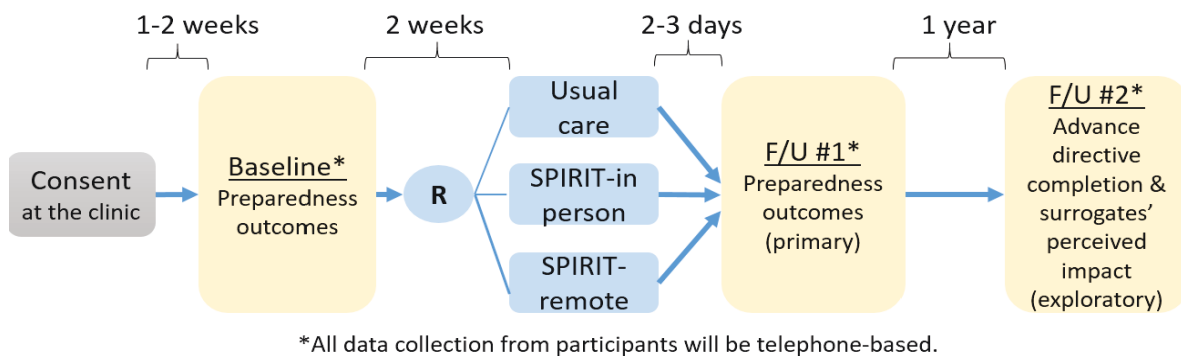 1-2 weeks
2 weeks
2-3 days
1 year
Consent
at the clinic
Baseline*
Preparedness
outcomes
R
Usual
care
SPIRIT-in
person
SPIRIT-
remote
F/U #1*
Preparedness
outcomes
(primary)
F/U #2*
Advance
directive
completion &
surrogates’
perceived
impact
(exploratory)
*All data collection from participants will be telephone-based.